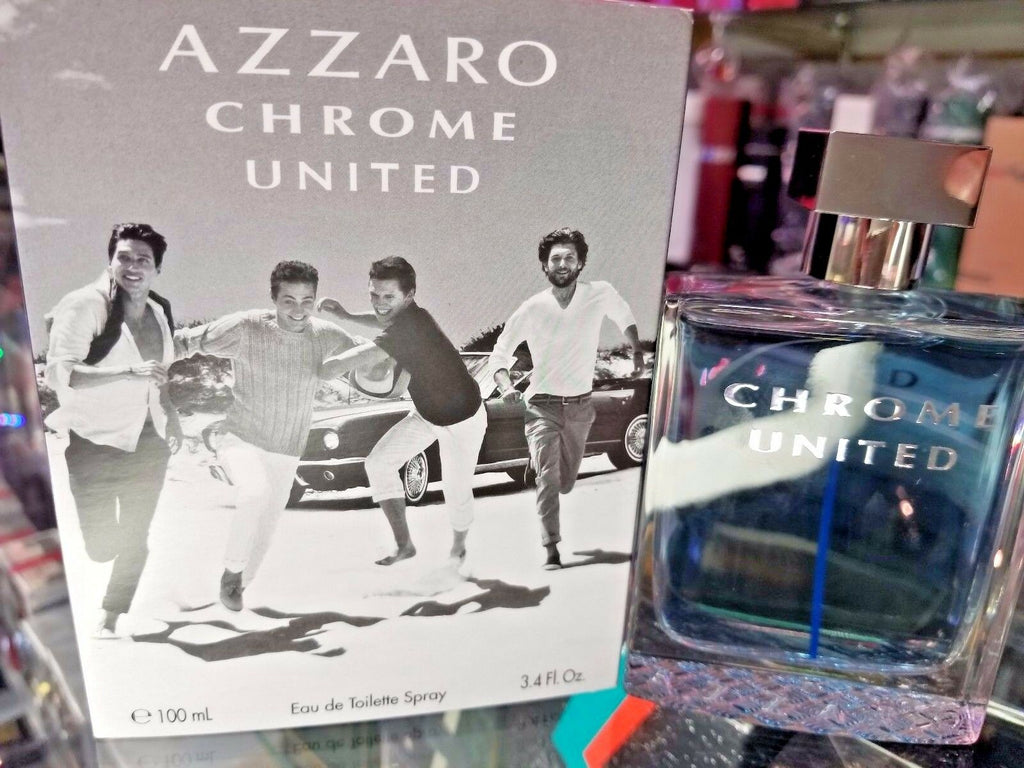 AZZARO
CHROME
UNITED
℮ 100 mL
Eau de Toilette Spray
3.4 Fl. Oz.
CHROME
UNITED